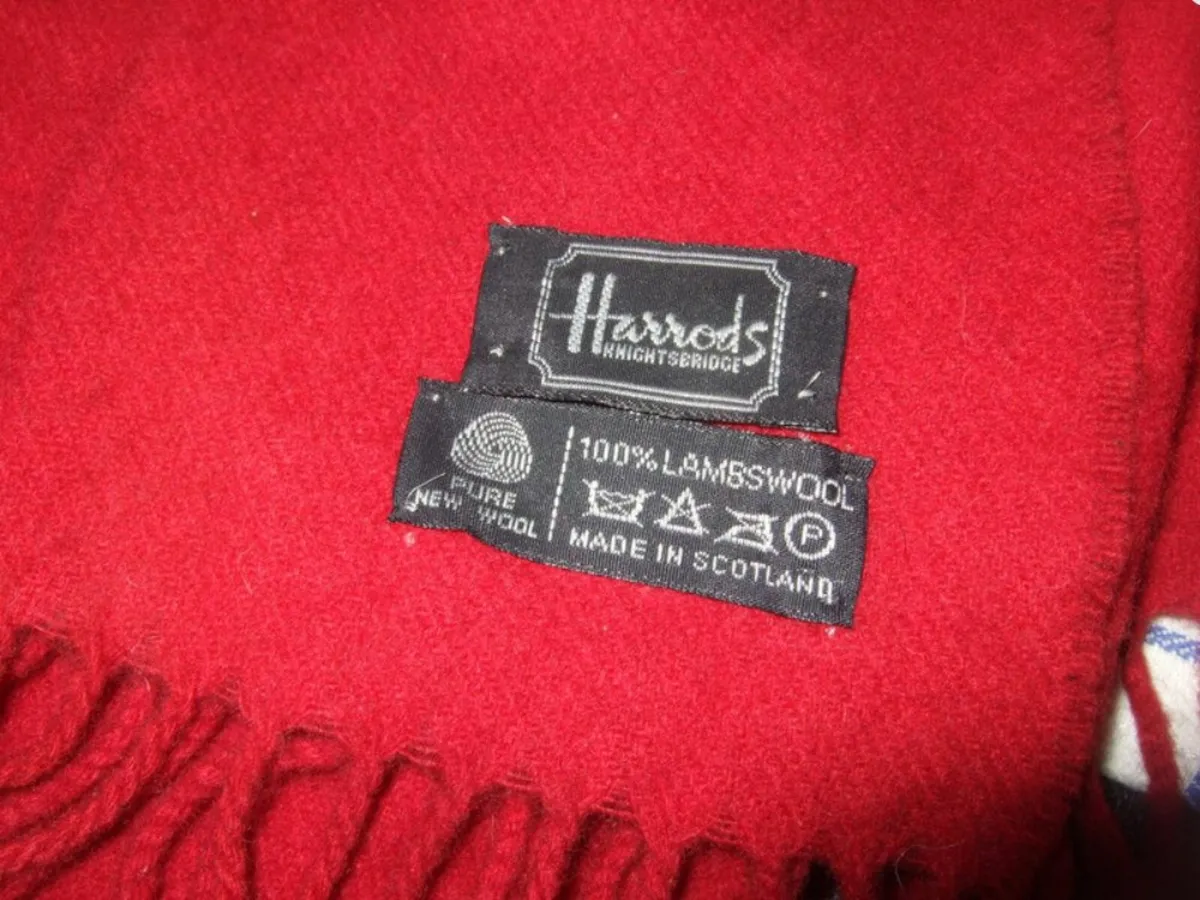 Harrods
KNIGHTSBRIDGE
PURE
NEW WOOL
100% LAMBSWOOL
P
MADE IN SCOTLAND